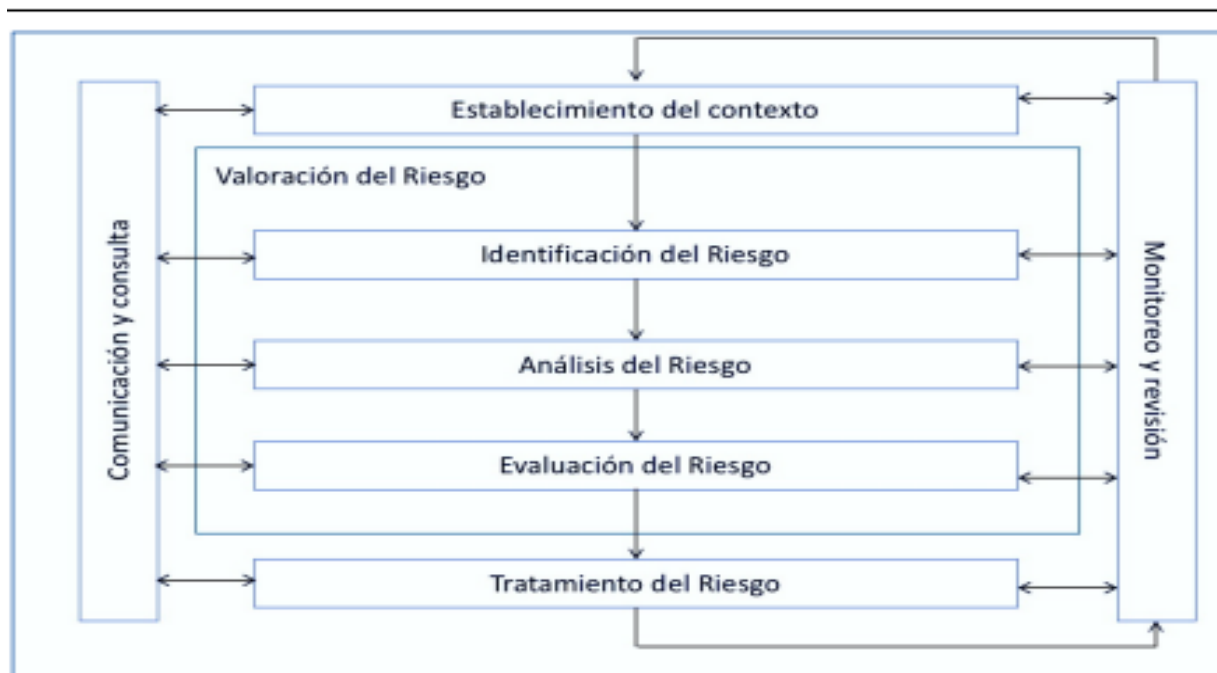 Establecimiento del contexto
Valoración del Riesgo
Identificación del Riesgo
Análisis del Riesgo
Evaluación del Riesgo
Tratamiento del Riesgo
Comunicación y consulta
Monitoreo y revisión